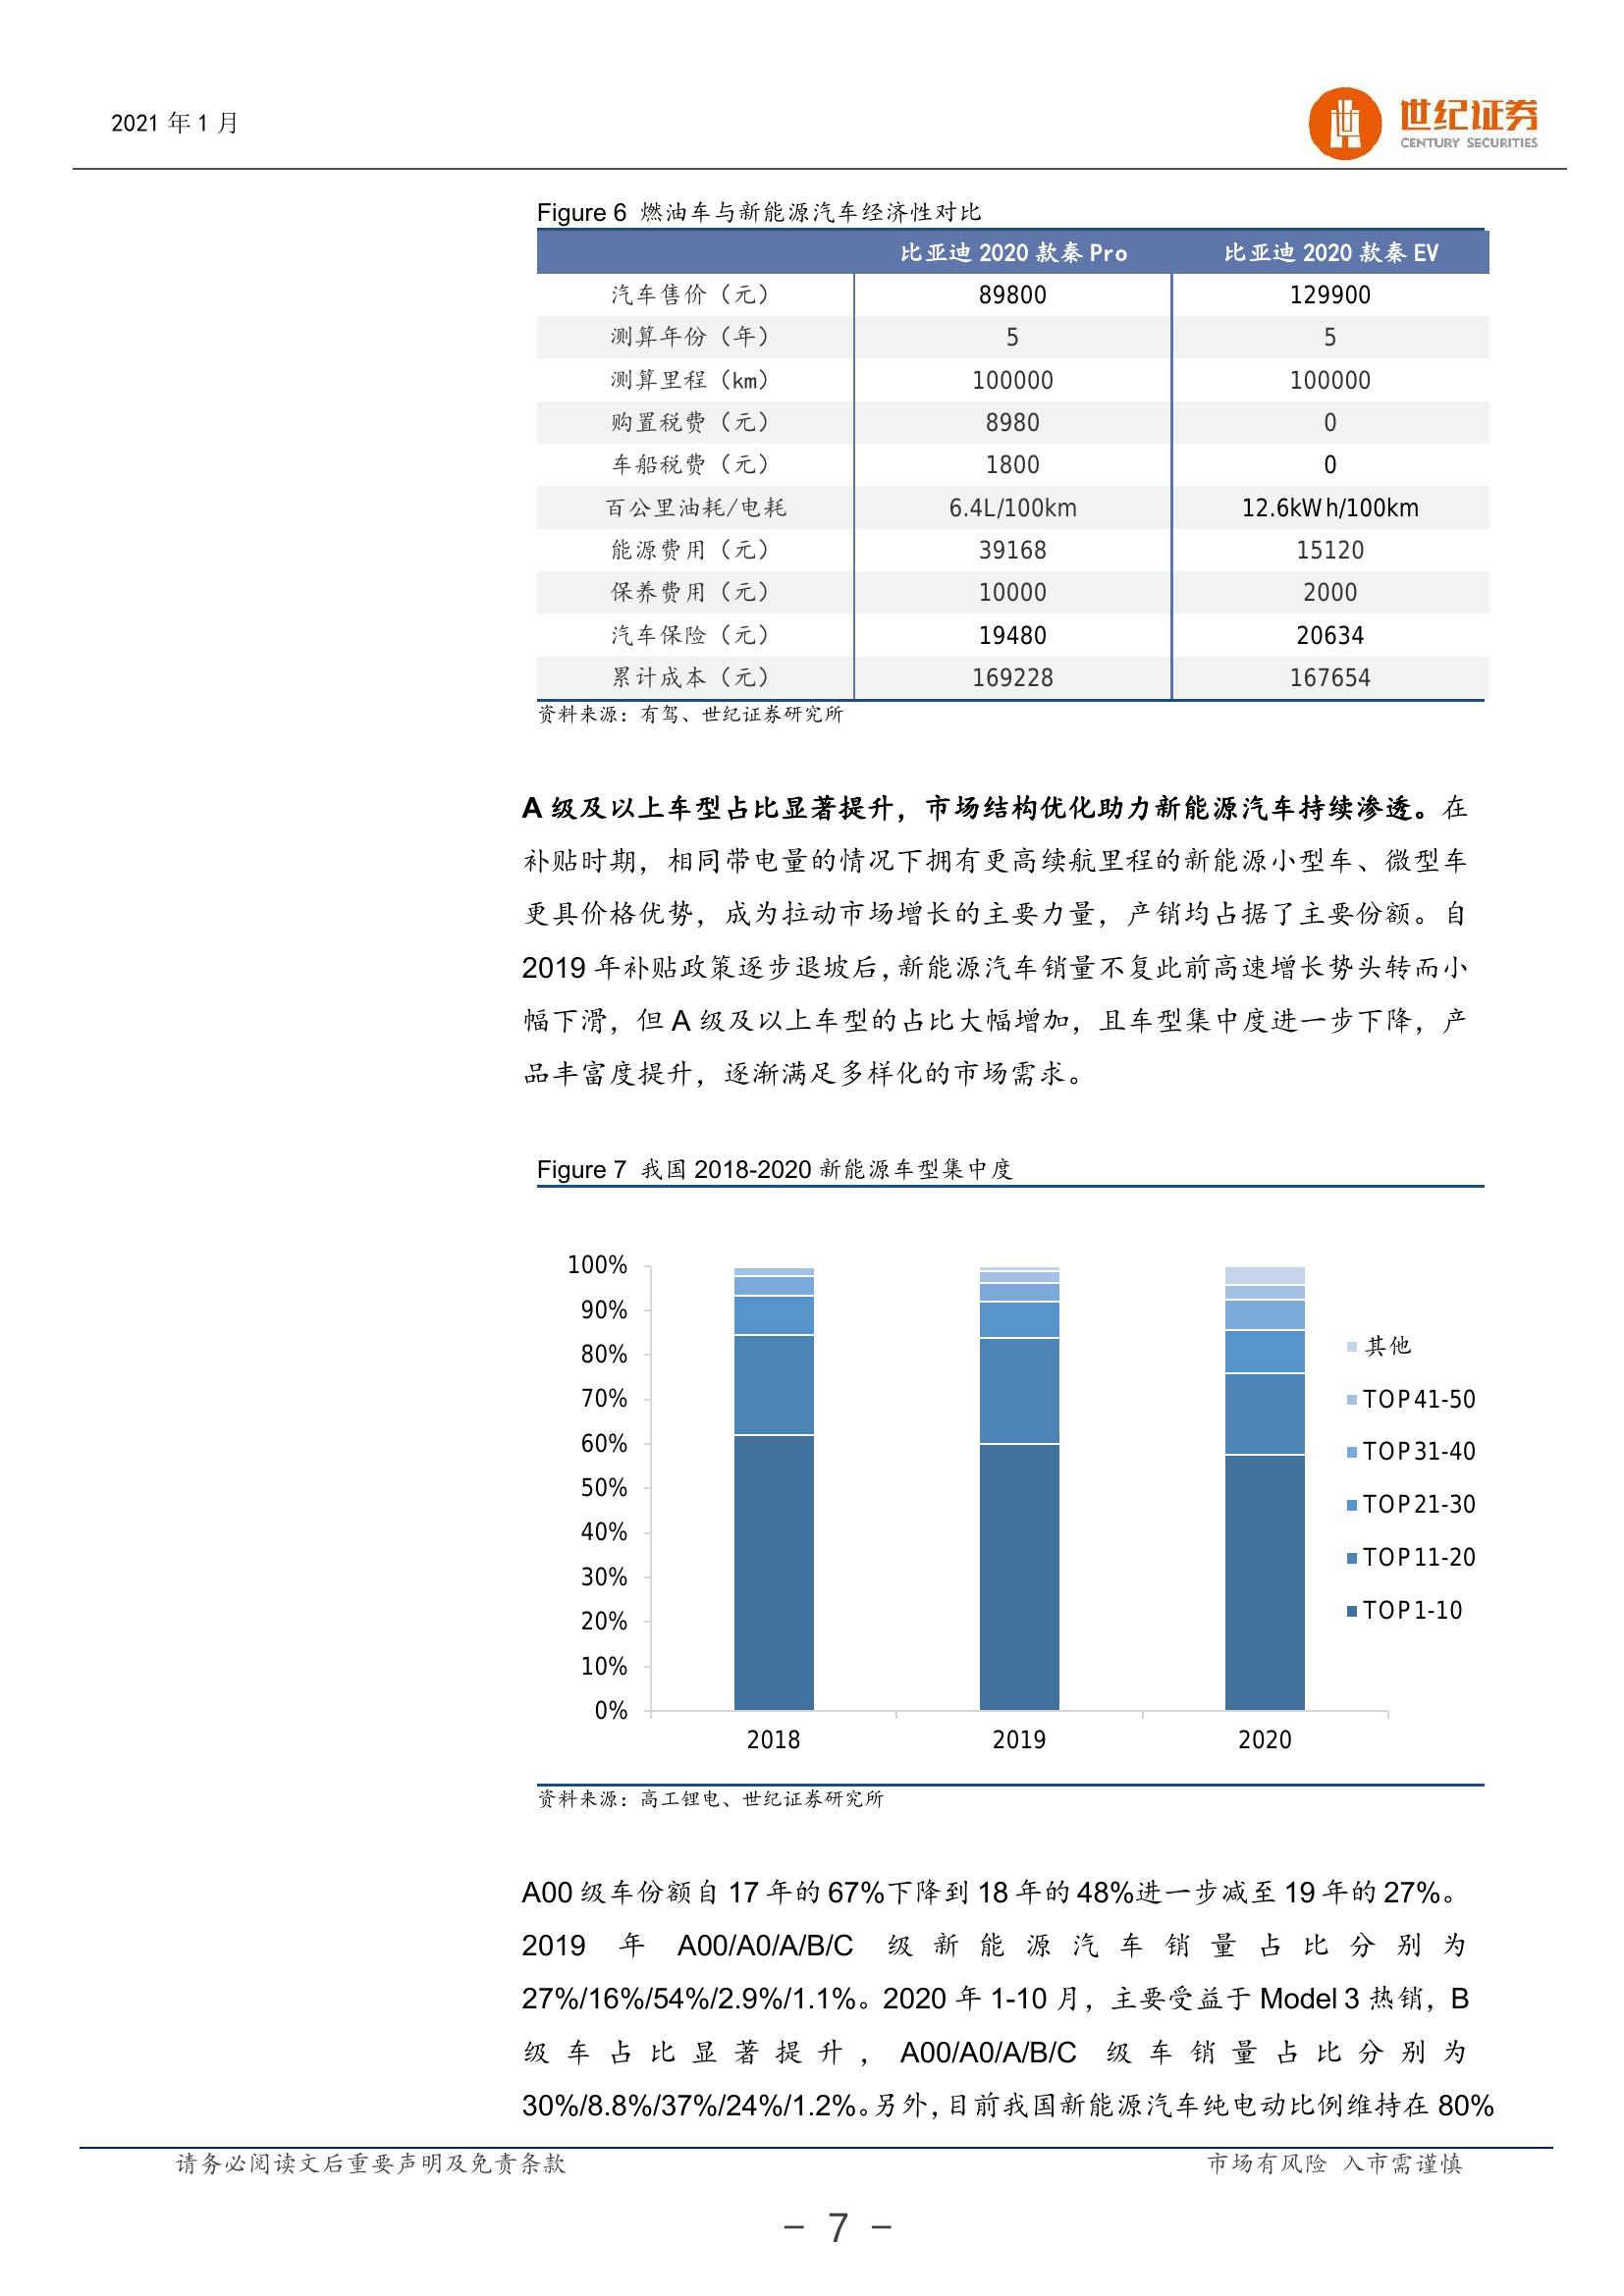 2021 年 1 月
世纪证券
CENTURY SECURITIES
Figure 6 燃油车与新能源汽车经济性对比
比亚迪 2020 款秦 Pro 比亚迪 2020 款秦 EV
汽车售价（元） 89800 129900
测算年份（年） 5 5
测算里程（km） 100000 100000
购置税费（元） 8980 0
车船税费（元） 1800 0
百公里油耗/电耗 6.4L/100km 12.6kWh/100km
能源费用（元） 39168 15120
保养费用（元） 10000 2000
汽车保险（元） 19480 20634
累计成本（元） 169228 167654
资料来源：有驾、世纪证券研究所
A 级及以上车型占比显著提升，市场结构优化助力新能源汽车持续渗透。在
补贴时期，相同带电量的情况下拥有更高续航里程的新能源小型车、微型车
更具价格优势，成为拉动市场增长的主要力量，产销均占据了主要份额。自
2019 年补贴政策逐步退坡后，新能源汽车销量不复此前高速增长势头转而小
幅下滑，但 A 级及以上车型的占比大幅增加，且车型集中度进一步下降，产
品丰富度提升，逐渐满足多样化的市场需求。
Figure 7 我国 2018-2020 新能源车型集中度
100%
90%
80%
70%
60%
50%
40%
30%
20%
10%
0%
2018 2019 2020
其他
TOP41-50
TOP31-40
TOP21-30
TOP11-20
TOP1-10
资料来源：高工锂电、世纪证券研究所
A00 级车份额自 17 年的 67%下降到 18 年的 48%进一步减至 19 年的 27%。
2019 年 A00/A0/A/B/C 级新能源汽车销量占比分别为
27%/16%/54%/2.9%/1.1%。2020 年 1-10 月，主要受益于 Model 3 热销，B
级车占比显著提升，A00/A0/A/B/C 级车销量占比分别为
30%/8.8%/37%/24%/1.2%。另外，目前我国新能源汽车纯电动比例维持在 80%
请务必阅读文后重要声明及免责条款 市场有风险 入市需谨慎
- 7 -